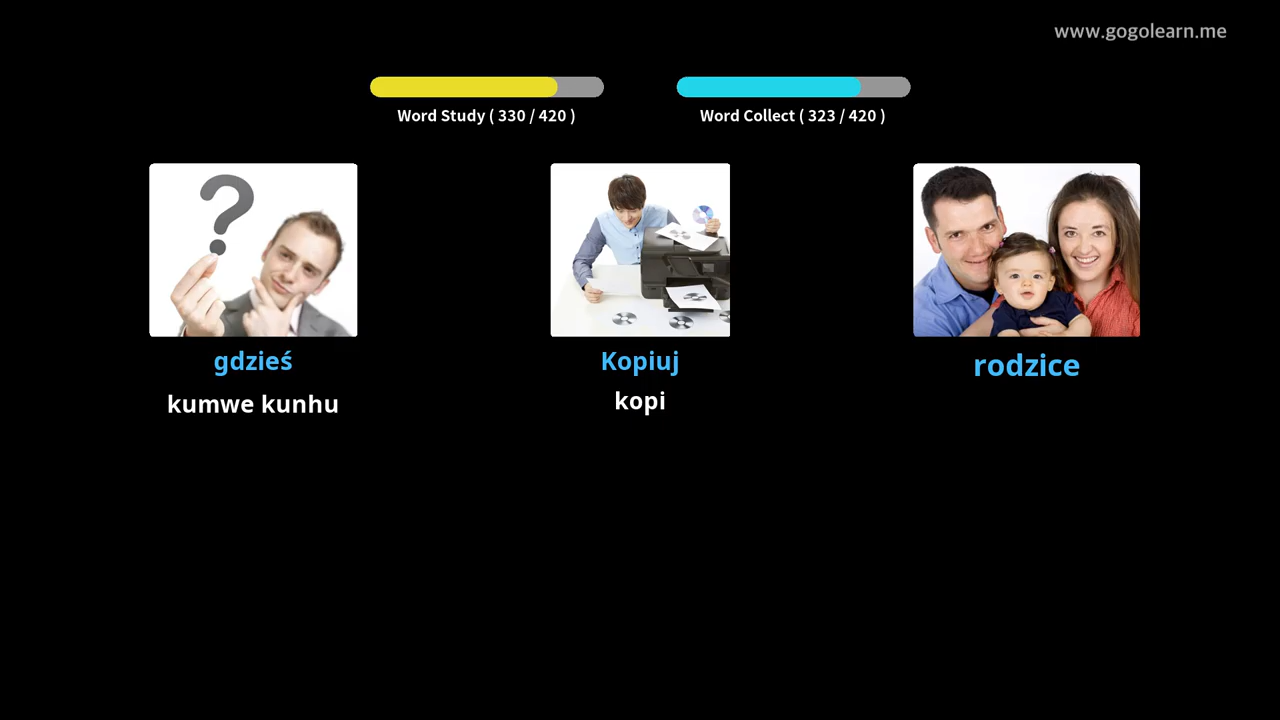 www.gogolearn.me
Word Study ( 330 / 420 )
Word Collect ( 323 / 420 )
gdzieś
kumwe kunhu
Kopiuj
kopi
rodzice